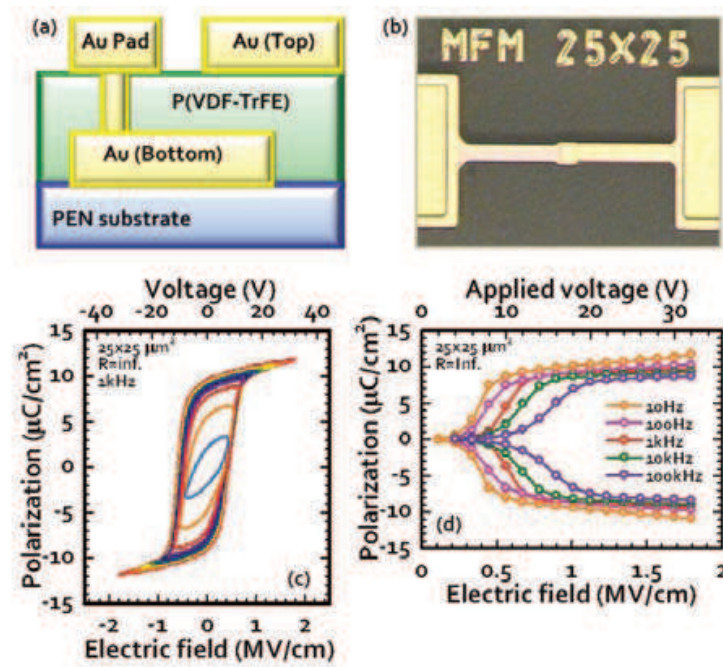 (a)
Au Pad
Au (Top)
P(VDF-TrFE)
Au (Bottom)
PEN substrate
(b)
MFM 25X25
Voltage (V)
-40 -20 0 20 40
15
10
5
0
-5
-10
-15
Polarization (μC/cm²)
25x25 μm²
R=inf.
1kHz
(c)
-2 -1 0 1 2
Electric field (MV/cm)
Applied voltage (V)
0 10 20 30
15
10
5
0
-5
-10
-15
Polarization (μC/cm²)
25x25 μm²
R=Inf.
10Hz
100Hz
1kHz
10kHz
100kHz
(d)
0 0.5 1 1.5
Electric field (MV/cm)